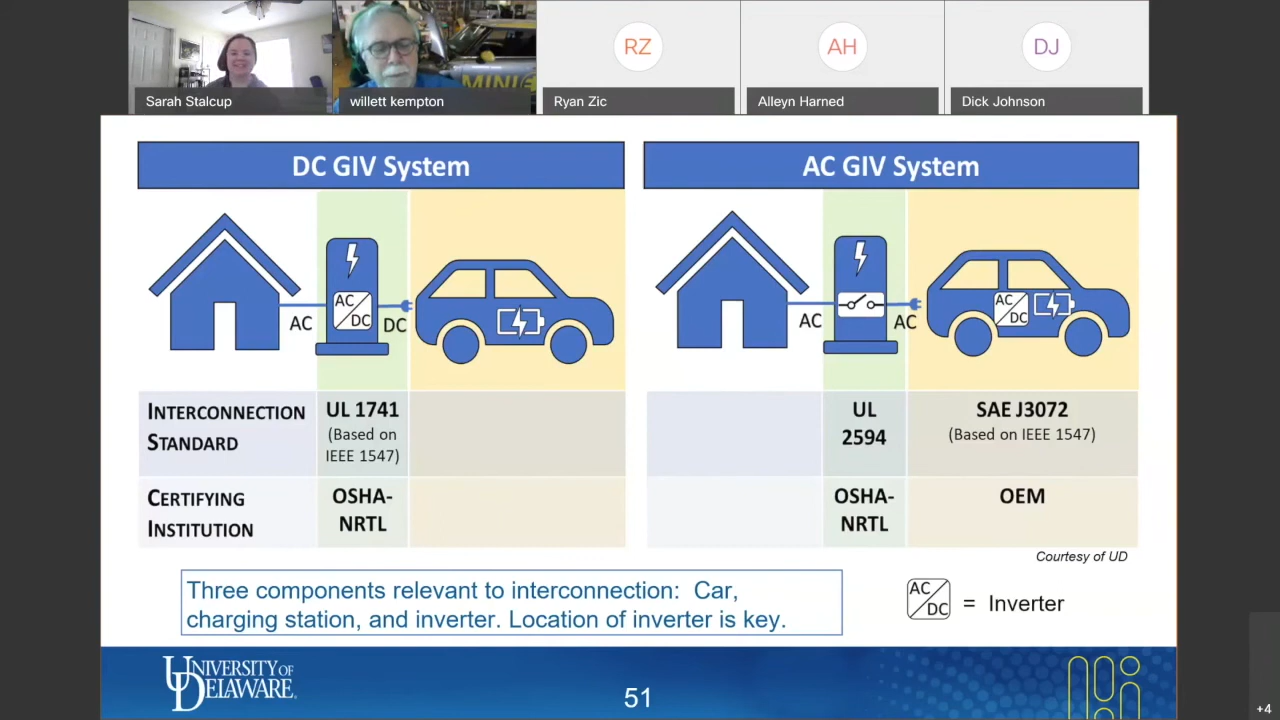 RZ
AH
DJ
Sarah Stalcup
willett kempton
Ryan Zic
Alleyn Harned
Dick Johnson
MINI E
DC GIV System
AC GIV System
AC
DC
AC
DC
AC
DC
AC
AC
INTERCONNECTION
STANDARD
UL 1741
(Based on
IEEE 1547)
UL
2594
SAE J3072
(Based on IEEE 1547)
CERTIFYING
INSTITUTION
OSHA-
NRTL
OSHA-
NRTL
OEM
Courtesy of UD
Three components relevant to interconnection: Car,
charging station, and inverter. Location of inverter is key.
AC
DC
= Inverter
UNIVERSITY OF
DELAWARE
51
+4